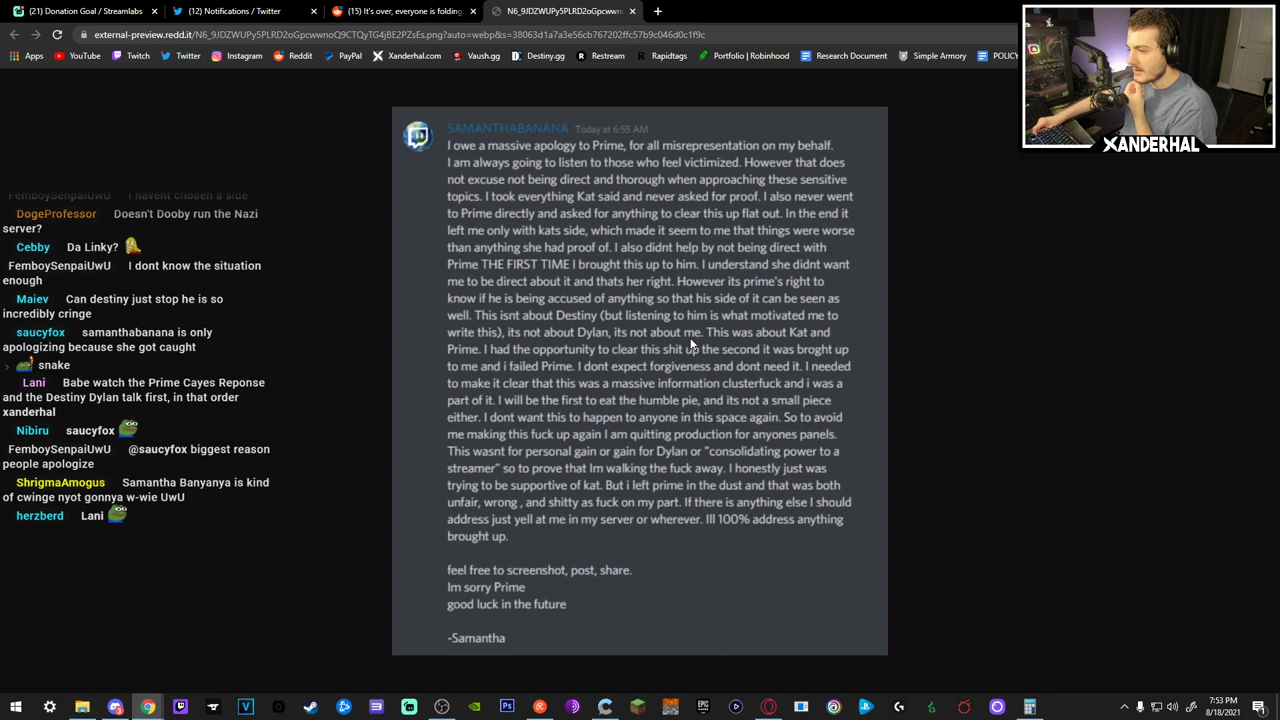 (21) Donation Goal / Streamlabs
(12) Notifications / Twitter
(15) It's over, everyone is folding.
N6_9JDZWUPy5PLRD2oGpcwwnoQ
external-preview.redd.it/N6_9JDZWUPy5PLRD2oGpcwwnoQ9CTQyTG4jBE2PZsEs.png?auto=webp&s=38063d1a7a3e56cb767202ffc57b9c046d0c1f9c
Apps YouTube Twitch Twitter Instagram Reddit PayPal Xanderhal.com Vaush.gg Destiny.gg Restream Rapidtags Portfolio | Robinhood Research Document Simple Armory POLICY
XANDERHAL
FemboySenpaiUwU I havent chosen a side
DogeProfessor Doesn't Dooby run the Nazi
server?
Cebby Da Linky?
FemboySenpaiUwU I dont know the situation
enough
Maiev Can destiny just stop he is so
incredibly cringe
saucyfox samanthabanana is only
apologizing because she got caught
snake
Lani Babe watch the Prime Cayes Reponse
and the Destiny Dylan talk first, in that order
xanderhal
Nibiru saucyfox
FemboySenpaiUwU @saucyfox biggest reason
people apologize
ShrigmaAmogus Samantha Banyanya is kind
of cwinge nyot gonnya w-wie UwU
herzberd Lani
SAMANTHABANANA Today at 6:55 AM
I owe a massive apology to Prime, for all misrepresentation on my behalf.
I am always going to listen to those who feel victimized. However that does
not excuse not being direct and thorough when approaching these sensitive
topics. I took everything Kat said and never asked for proof. I also never went
to Prime directly and asked for anything to clear this up flat out. In the end it
left me only with kats side, which made it seem to me that things were worse
than anything she had proof of. I also didnt help by not being direct with
Prime THE FIRST TIME I brought this up to him. I understand she didnt want
me to be direct about it and thats her right. However its prime's right to
know if he is being accused of anything so that his side of it can be seen as
well. This isnt about Destiny (but listening to him is what motivated me to
write this), its not about Dylan, its not about me. This was about Kat and
Prime. I had the opportunity to clear this shit up the second it was broght up
to me and i failed Prime. I dont expect forgiveness and dont need it. I needed
to make it clear that this was a massive information clusterfuck and i was a
part of it. I will be the first to eat the humble pie, and its not a small piece
either. I dont want this to happen to anyone in this space again. So to avoid
me making this fuck up again I am quitting production for anyones panels.
This wasnt for personal gain or gain for Dylan or "consolidating power to a
streamer" so to prove that Im walking the fuck away. I honestly just was
trying to be supportive of kat. But i left prime in the dust and that was both
unfair, wrong , and shitty as fuck on my part. If there is anything else I should
address just yell at me in my server or wherever. Ill 100% address anything
brought up.
feel free to screenshot, post, share.
Im sorry Prime
good luck in the future
-Samantha
7:53 PM
8/18/2021